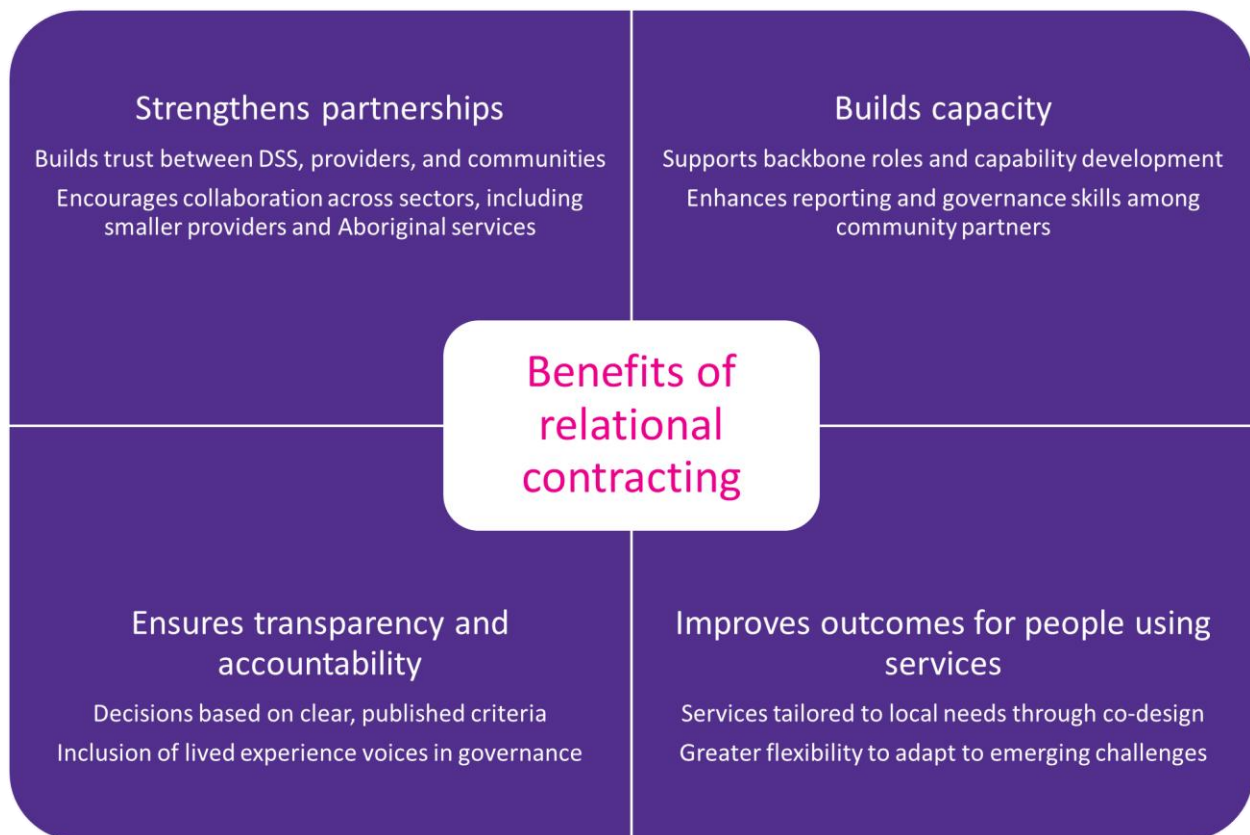 Strengthens partnerships
Builds trust between DSS, providers, and communities
Encourages collaboration across sectors, including
smaller providers and Aboriginal services
Builds capacity
Supports backbone roles and capability development
Enhances reporting and governance skills among
community partners
Benefits of
relational
contracting
Ensures transparency and
accountability
Decisions based on clear, published criteria
Inclusion of lived experience voices in governance
Improves outcomes for people using
services
Services tailored to local needs through co-design
Greater flexibility to adapt to emerging challenges